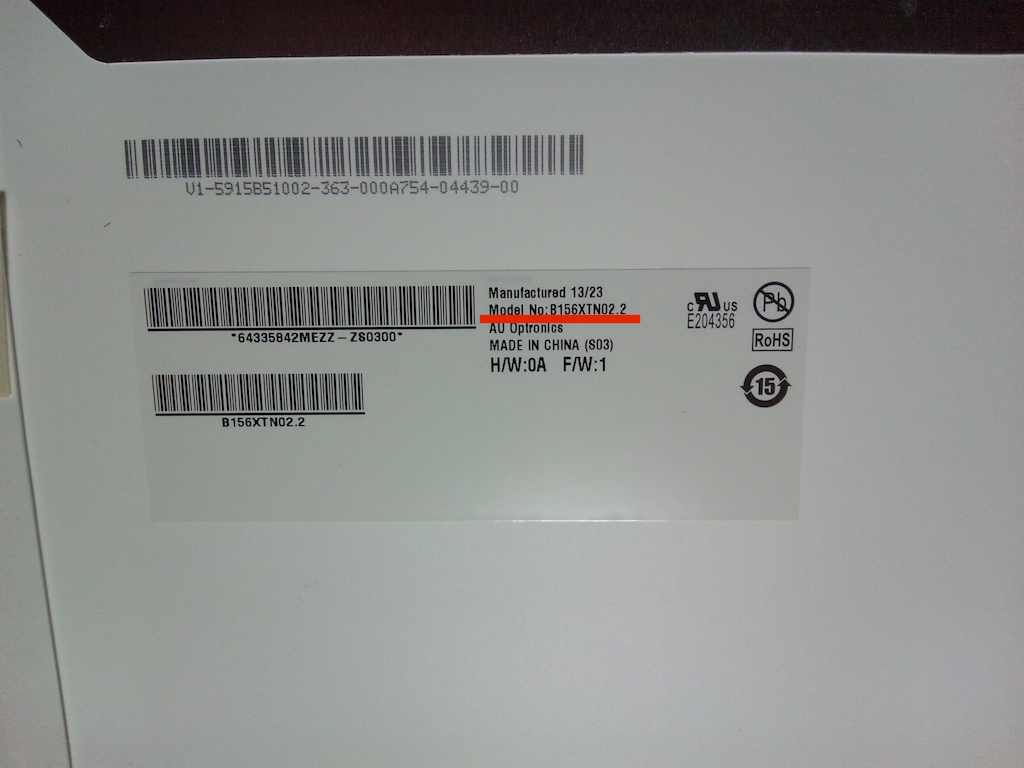 V1-5915B51002-363-000A754-04439-00
*64335842MEZZ-ZS0300*
B156XTN02.2
Manufactured 13/23
Model No:B156XTN02.2
AU Optronics
MADE IN CHINA (S03)
H/W:0A F/W:1
c RU US
E204356
Pb
RoHS
15